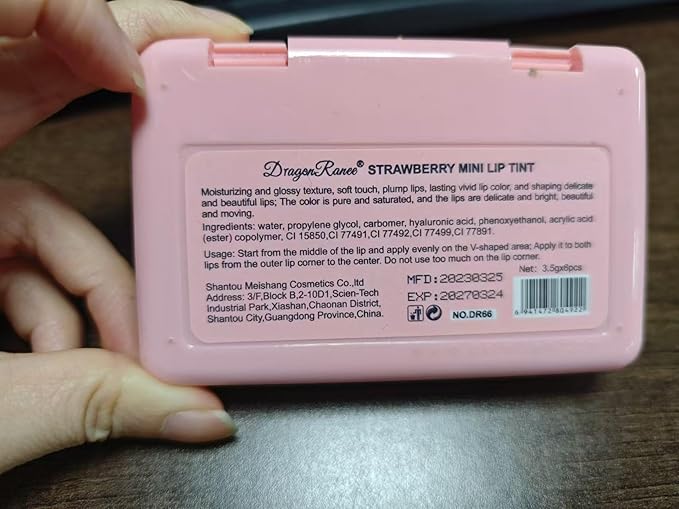 DragonRanee® STRAWBERRY MINI LIP TINT
Moisturizing and glossy texture, soft touch, plump lips, lasting vivid lip color, and shaping delicate
and beautiful lips; The color is pure and saturated, and the lips are delicate and bright, beautiful
and moving.
Ingredients: water, propylene glycol, carbomer, hyaluronic acid, phenoxyethanol, acrylic acid
(ester) copolymer, CI 15850,CI 77491,CI 77492,CI 77499,CI 77891.
Usage: Start from the middle of the lip and apply evenly on the V-shaped area; Apply it to both
lips from the outer lip corner to the center. Do not use too much on the lip corner.
Net: 3.5gx6pcs
Shantou Meishang Cosmetics Co.,ltd
Address: 3/F,Block B,2-10D1,Scien-Tech
Industrial Park,Xiashan,Chaonan District,
Shantou City,Guangdong Province,China.
MFD:20230325
EXP:20270324
NO.DR66
6 941472 804922